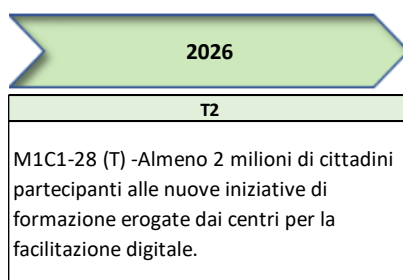 2026
T2
M1C1-28 (T) -Almeno 2 milioni di cittadini
partecipanti alle nuove iniziative di
formazione erogate dai centri per la
facilitazione digitale.